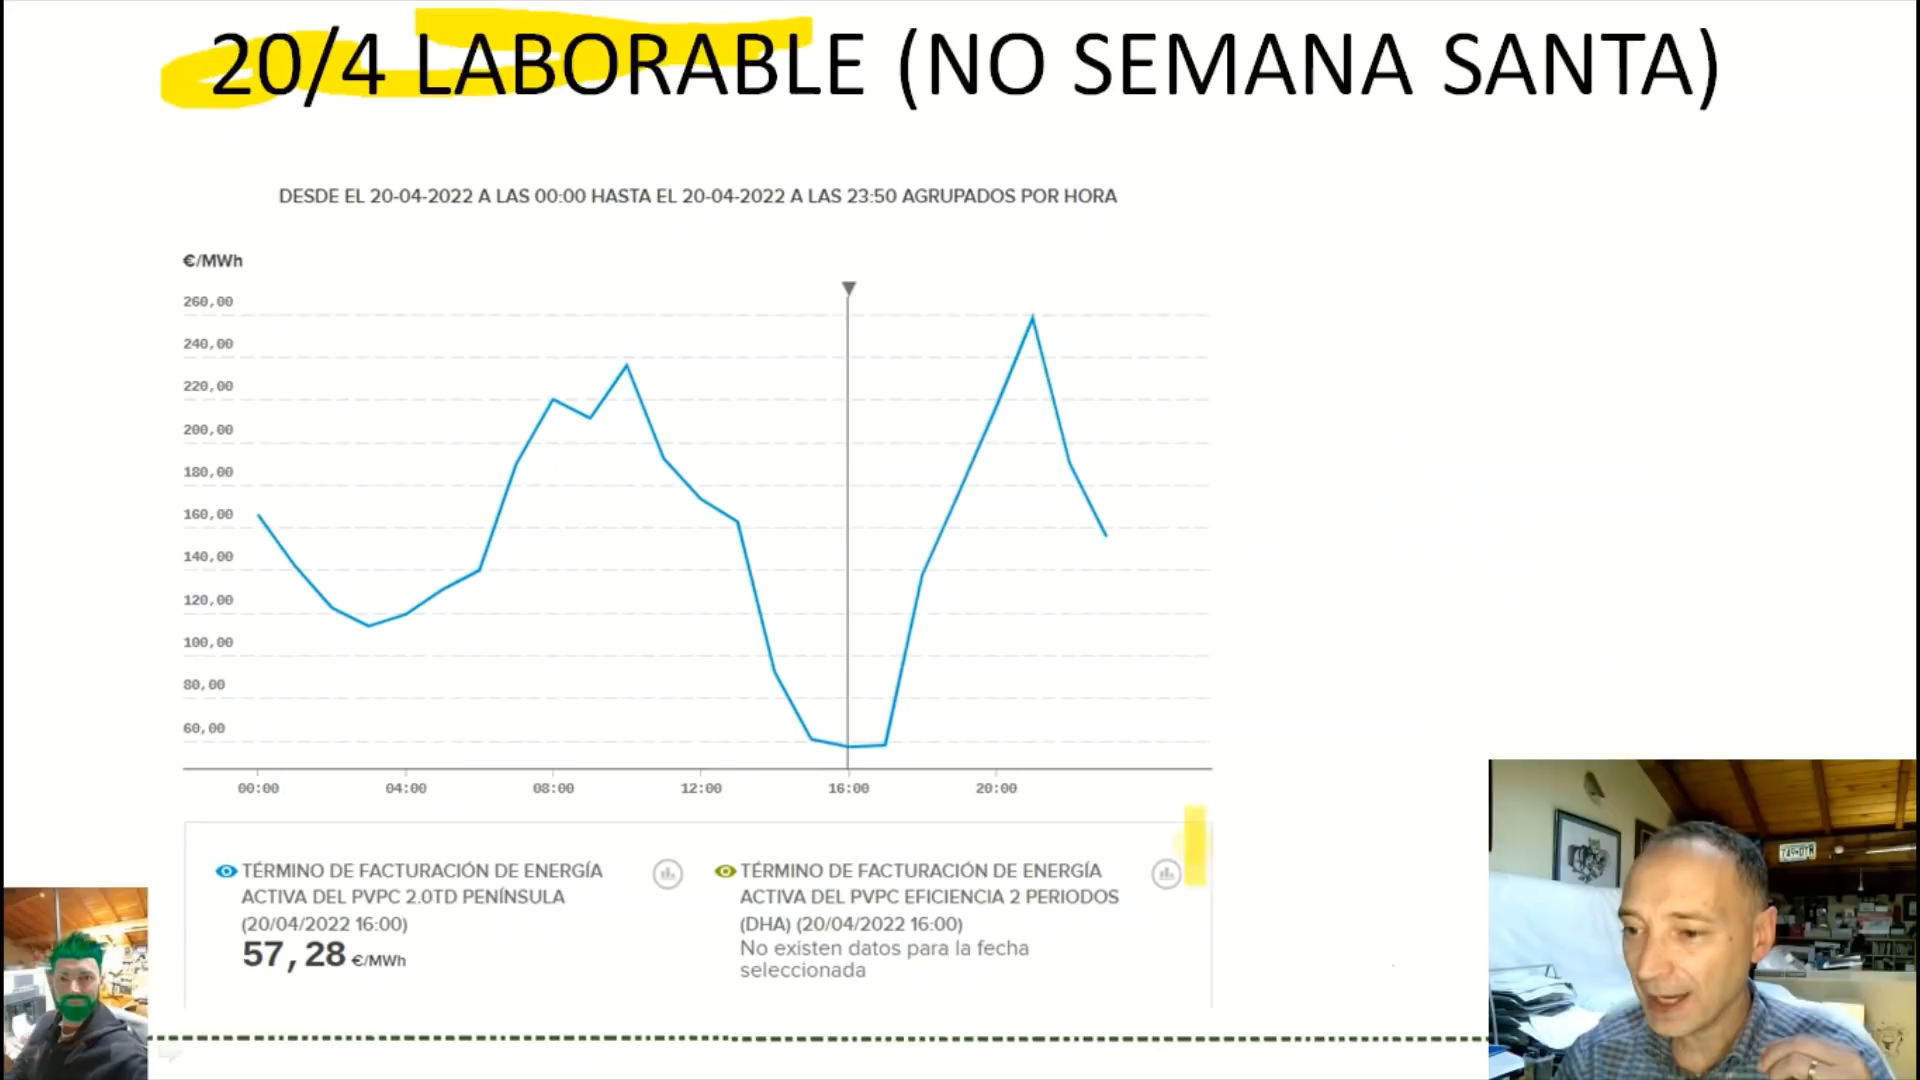 20/4 LABORABLE (NO SEMANA SANTA)
DESDE EL 20-04-2022 A LAS 00:00 HASTA EL 20-04-2022 A LAS 23:50 AGRUPADOS POR HORA
€/MWh
260,00
240,00
220,00
200,00
180,00
160,00
140,00
120,00
100,00
80,00
60,00
00:00 04:00 08:00 12:00 16:00 20:00
TÉRMINO DE FACTURACIÓN DE ENERGÍA
ACTIVA DEL PVPC 2.0TD PENÍNSULA
(20/04/2022 16:00)
57,28 €/MWh
TÉRMINO DE FACTURACIÓN DE ENERGÍA
ACTIVA DEL PVPC EFICIENCIA 2 PERIODOS
(DHA) (20/04/2022 16:00)
No existen datos para la fecha
seleccionada